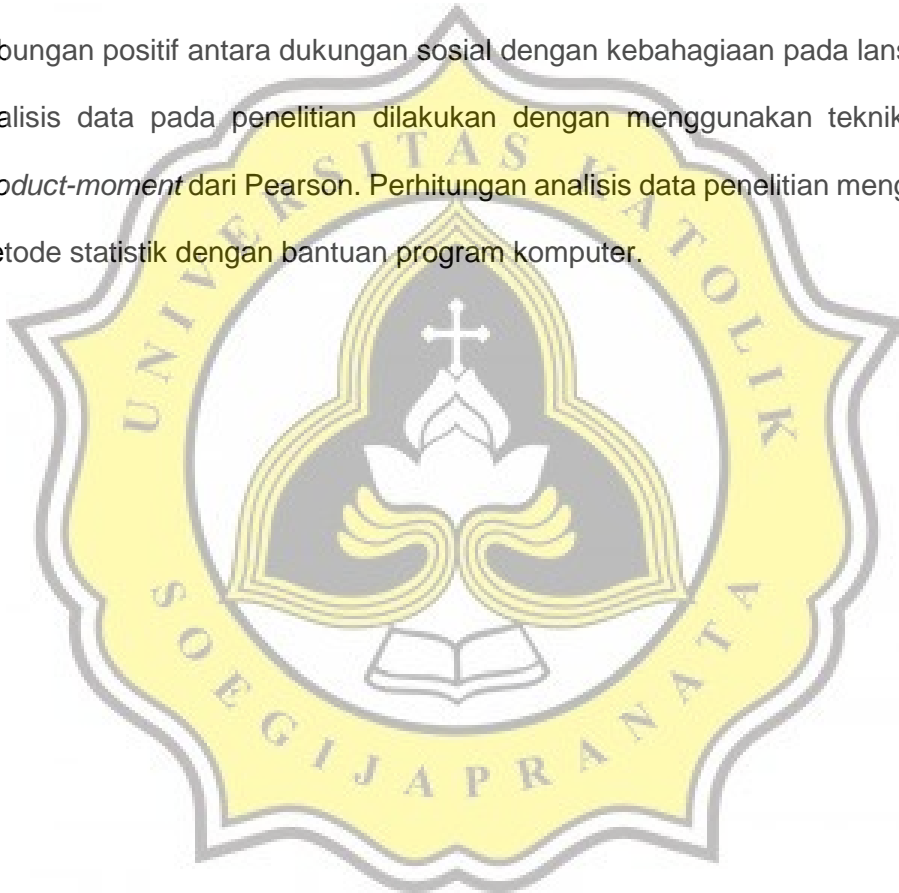 bungan positif antara dukungan sosial dengan kebahagiaan pada lans
alisis data pada penelitian dilakukan dengan menggunakan teknik
oduct-moment dari Pearson. Perhitungan analisis data penelitian meng
etode statistik dengan bantuan program komputer.
UNIVERSITAS KATOLIK
SOEGIJAPRANATA